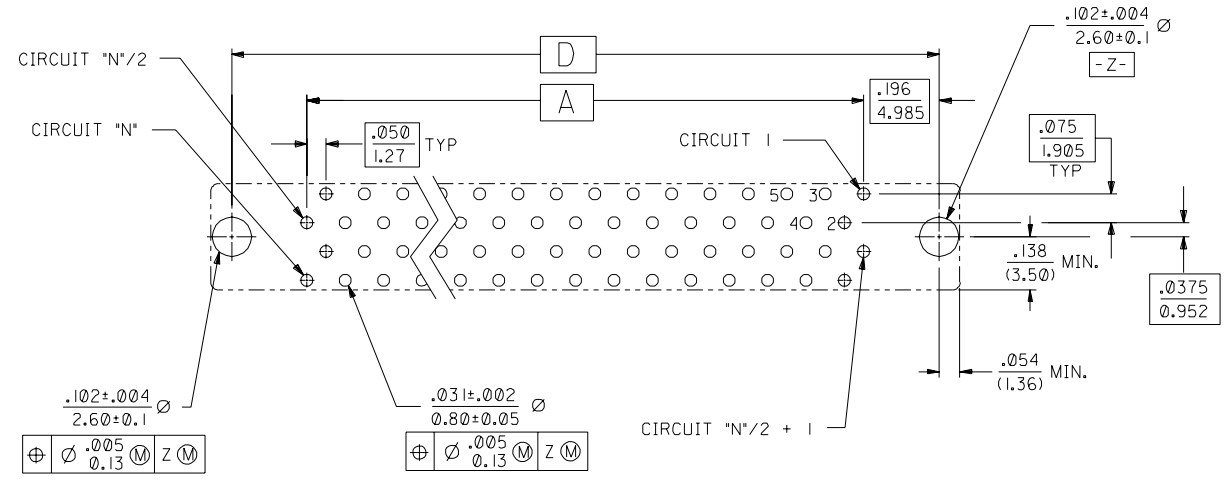 .102±.004 Ø
2.60±0.1
-Z-
CIRCUIT "N"/2
D
A
.196
4.985
CIRCUIT "N"
.050 TYP
1.27
CIRCUIT 1
.075
1.905
TYP
5 3
4 2
.138 MIN.
(3.50)
.0375
0.952
.054 MIN.
(1.36)
.102±.004 Ø
2.60±0.1
⌖ Ø .005 Ⓜ Z Ⓜ
0.13
.031±.002 Ø
0.80±0.05
⌖ Ø .005 Ⓜ Z Ⓜ
0.13
CIRCUIT "N"/2 + 1